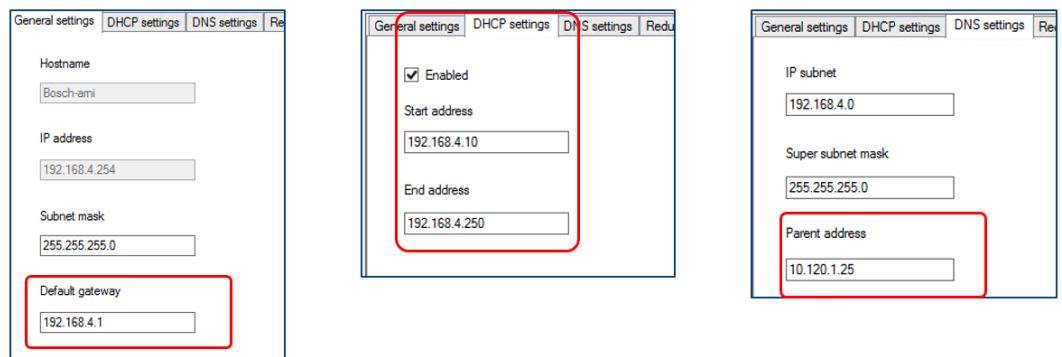 General settings DHCP settings DNS settings Re
Hostname
Bosch-ami
IP address
192.168.4.254
Subnet mask
255.255.255.0
Default gateway
192.168.4.1
General settings DHCP settings DNS settings Redu
Enabled
Start address
192.168.4.10
End address
192.168.4.250
General settings DHCP settings DNS settings Re
IP subnet
192.168.4.0
Super subnet mask
255.255.255.0
Parent address
10.120.1.25